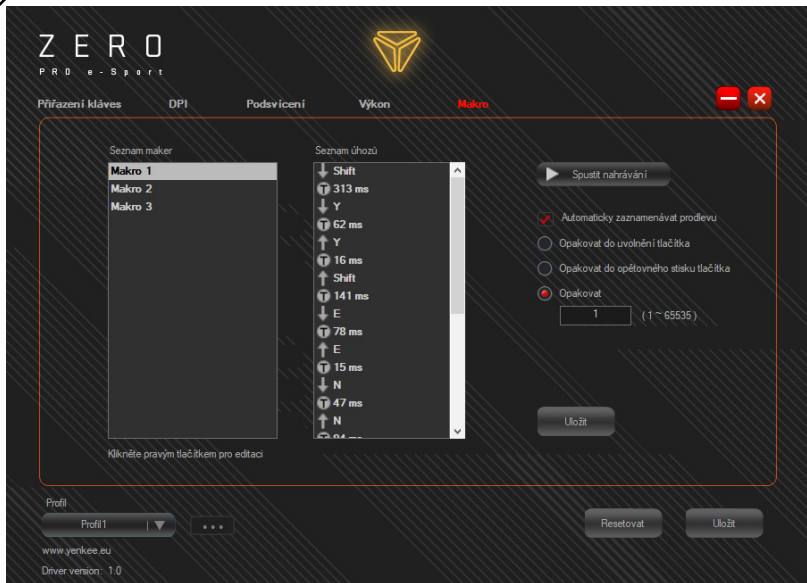 ZERO
PRO e-Sport
Přiřazení kláves DPI Podsvícení Výkon Makro
Seznam maker
Makro 1
Makro 2
Makro 3
Klikněte pravým tlačítkem pro editaci
Seznam úhozů
Shift
T 313 ms
Y
T 62 ms
Y
T 16 ms
Shift
T 141 ms
E
T 78 ms
E
T 15 ms
N
T 47 ms
N
T 94 ms
Spustit nahrávání
Automaticky zaznamenávat prodlevu
Opakovat do uvolnění tlačítka
Opakovat do opětovného stisku tlačítka
Opakovat
1 ( 1 ~ 65535 )
Uložit
Profil
Profil1
...
www.yenkee.eu
Driver version: 1.0
Resetovat Uložit